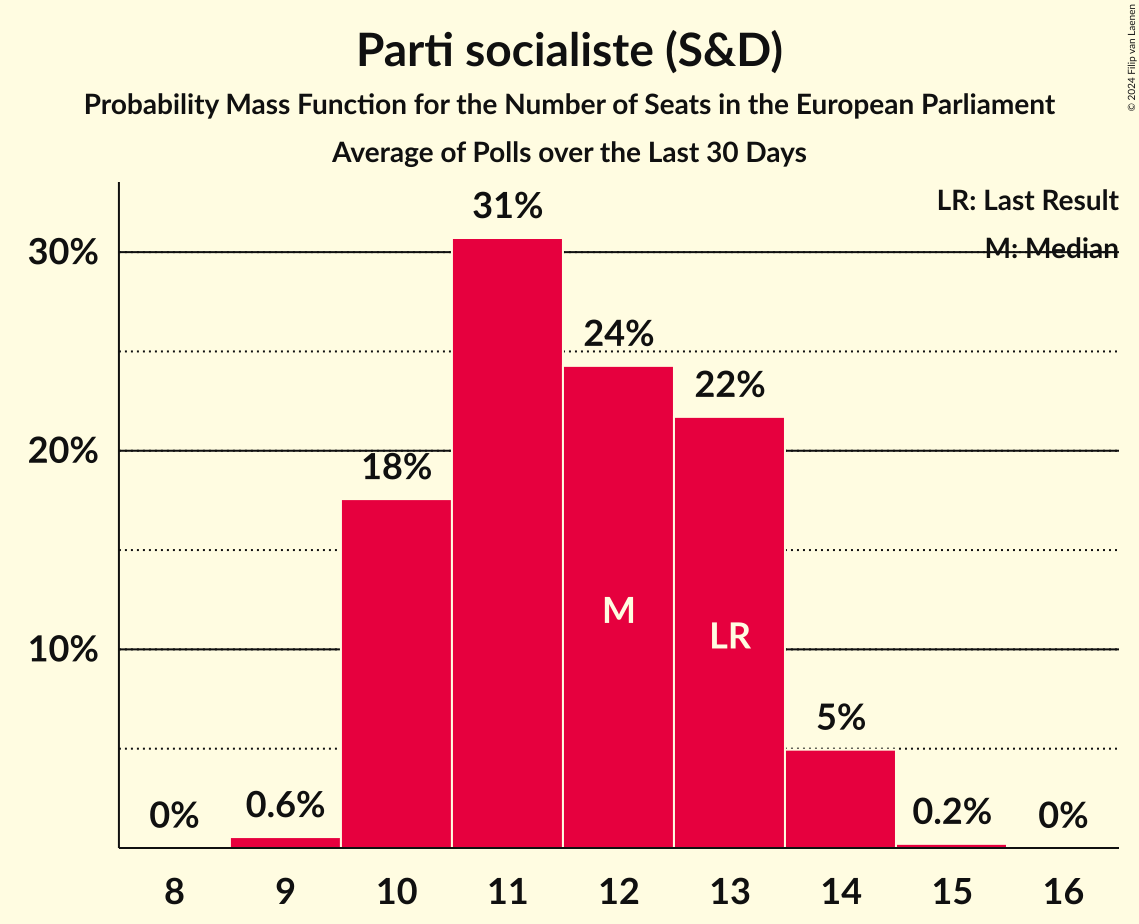 Parti socialiste (S&D)
Probability Mass Function for the Number of Seats in the European Parliament
Average of Polls over the Last 30 Days
© 2024 Filip van Laenen
LR: Last Result
M: Median
30%
20%
10%
0%
0.6%
18%
31%
24%
22%
5%
0.2%
0%
M
LR
8 9 10 11 12 13 14 15 16